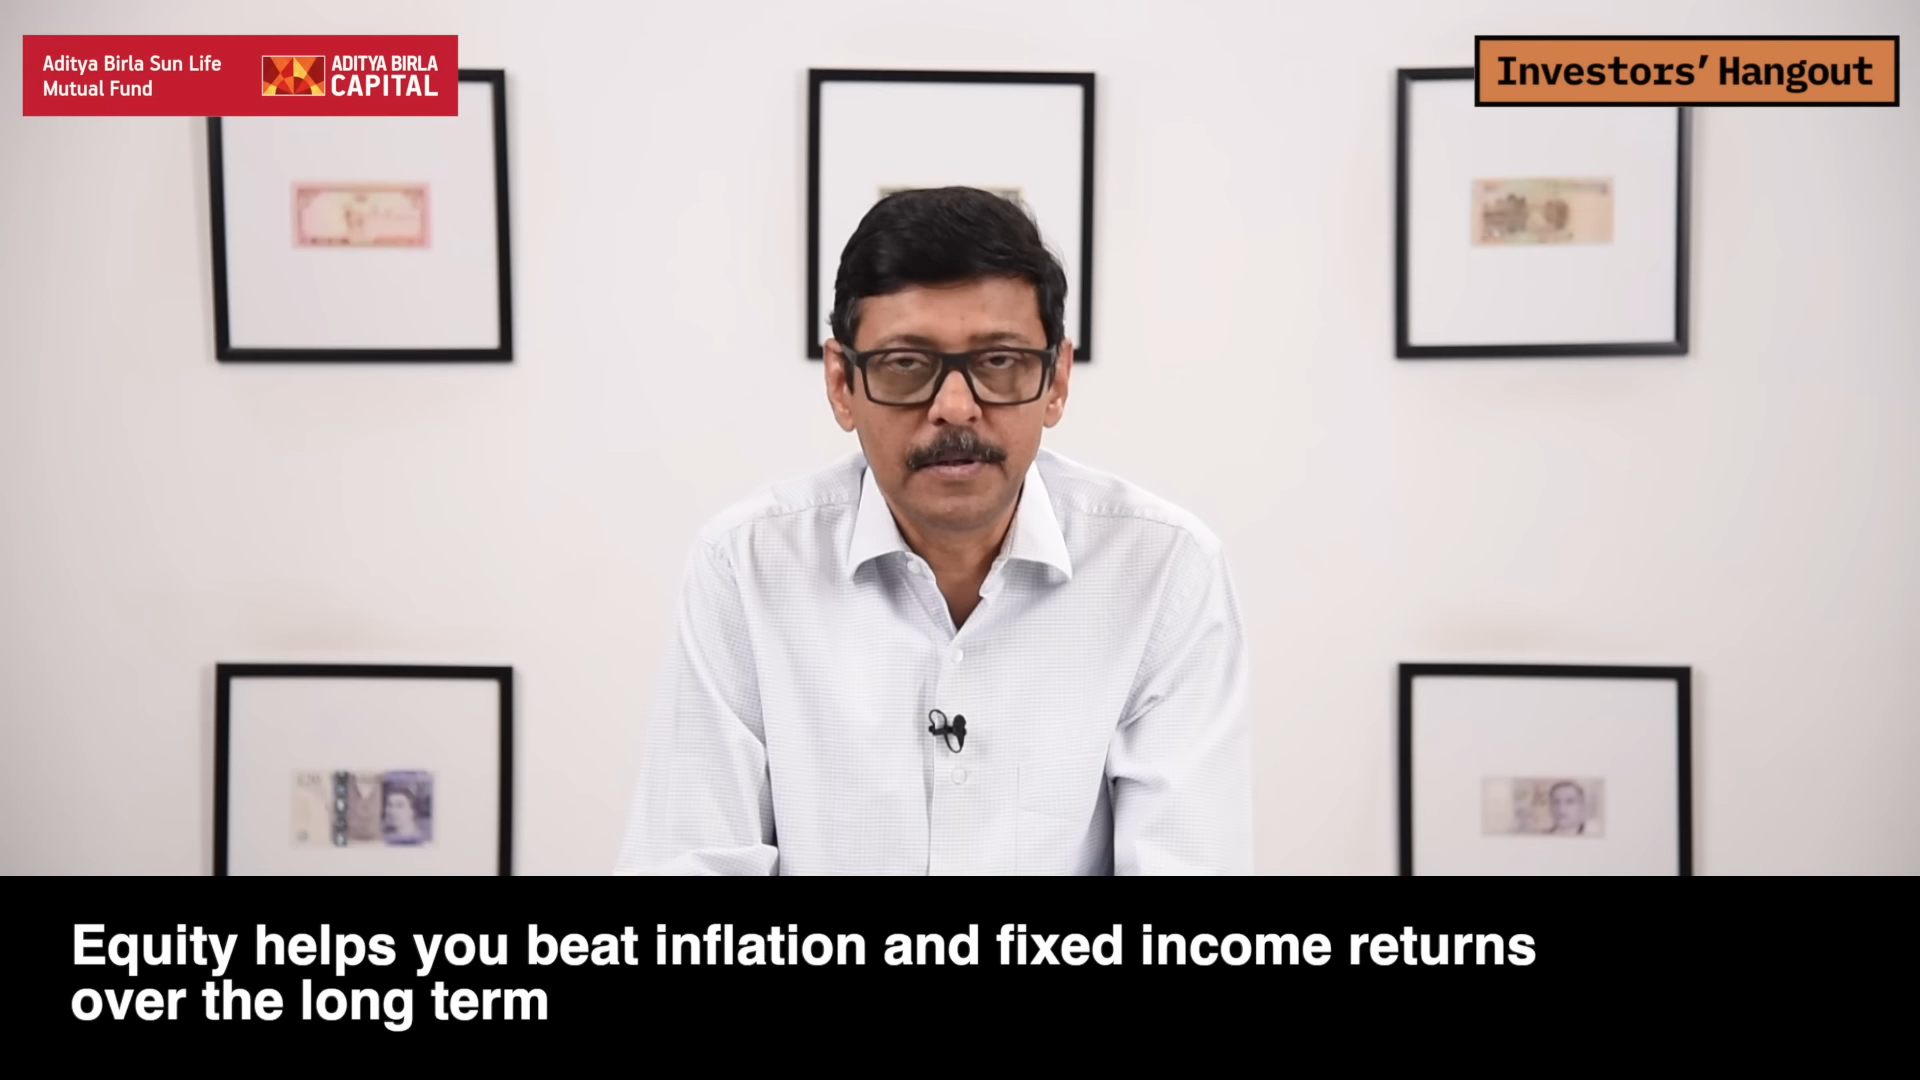 Aditya Birla Sun Life
Mutual Fund
ADITYA BIRLA
CAPITAL
Investors' Hangout
Equity helps you beat inflation and fixed income returns
over the long term